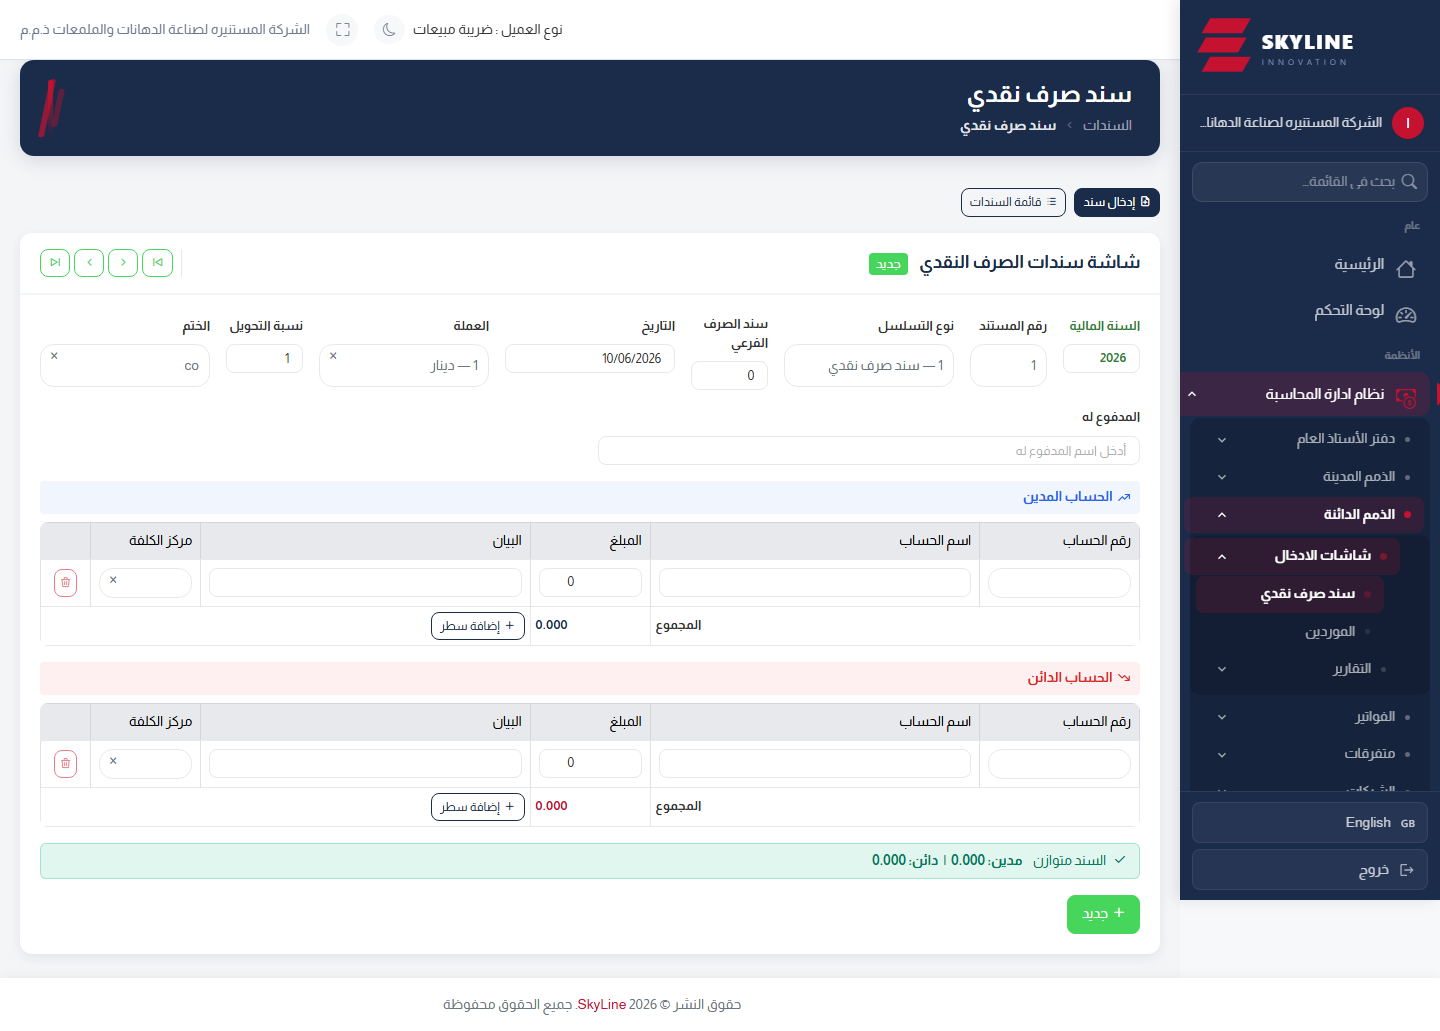 SKYLINE
INNOVATION
ا
الشركة المستنيره لصناعة الدهانا...
بحث في القائمة...
عام
الرئيسية
لوحة التحكم
الأنظمة
نظام ادارة المحاسبة
دفتر الأستاذ العام
الذمم المدينة
الذمم الدائنة
شاشات الادخال
سند صرف نقدي
الموردين
التقارير
الفواتير
متفرقات
الشركات
GB English
خروج
نوع العميل : ضريبة مبيعات
الشركة المستنيره لصناعة الدهانات والملمعات ذ.م.م
سند صرف نقدي
السندات › سند صرف نقدي
إدخال سند
قائمة السندات
شاشة سندات الصرف النقدي جديد
السنة المالية
2026
رقم المستند
1
نوع التسلسل
1 — سند صرف نقدي
سند الصرف الفرعي
0
التاريخ
10/06/2026
العملة
1 — دينار ×
نسبة التحويل
1
الختم
co ×
المدفوع له
أدخل اسم المدفوع له
الحساب المدين
رقم الحساب اسم الحساب المبلغ البيان مركز الكلفة
0 ×
المجموع 0.000 + إضافة سطر
الحساب الدائن
رقم الحساب اسم الحساب المبلغ البيان مركز الكلفة
0 ×
المجموع 0.000 + إضافة سطر
السند متوازن مدين: 0.000 | دائن: 0.000
+ جديد
حقوق النشر © 2026 SkyLine. جميع الحقوق محفوظة